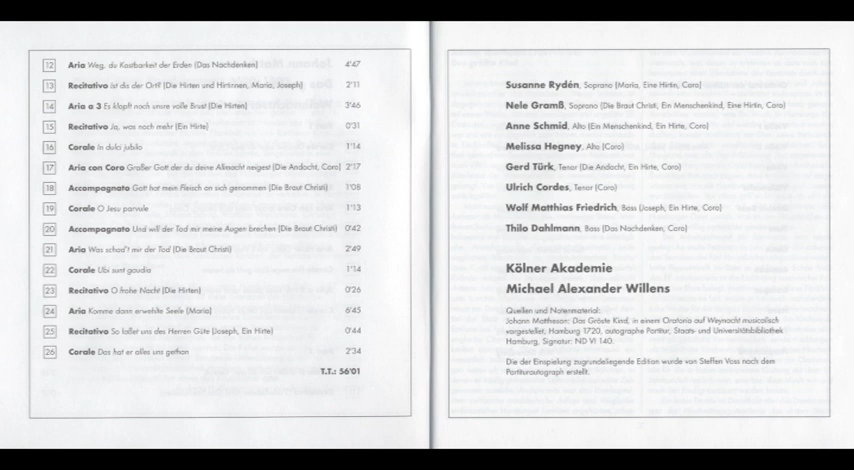 12 Aria Weg, du Kostbarkeit der Erden (Das Nachdenken) 4'47
13 Recitativo Ist dis der Ort? (Die Hirten und Hirtinnen, Maria, Joseph) 2'11
14 Aria a 3 Es klopft noch unsre volle Brust (Die Hirten) 3'46
15 Recitativo Ja, was noch mehr (Ein Hirte) 0'31
16 Corale In dulci jubilo 1'14
17 Aria con Coro Großer Gott der du deine Allmacht neigest (Die Andacht, Coro) 2'17
18 Accompagnato Gott hat mein Fleisch an sich genommen (Die Braut Christi) 1'08
19 Corale O Jesu parvule 1'13
20 Accompagnato Und will der Tod mir meine Augen brechen (Die Braut Christi) 0'42
21 Aria Was schad't mir der Tod (Die Braut Christi) 2'49
22 Corale Ubi sunt gaudia 1'14
23 Recitativo O frohe Nacht (Die Hirten) 0'26
24 Aria Komme dann erwehlte Seele (Maria) 6'45
25 Recitativo So laßet uns des Herren Güte (Joseph, Ein Hirte) 0'44
26 Corale Das hat er alles uns gethan 2'34
T.T.: 56'01
Susanne Rydén, Soprano (Maria, Eine Hirtin, Coro)
Nele Gramß, Soprano (Die Braut Christi, Ein Menschenkind, Eine Hirtin, Coro)
Anne Schmid, Alto (Ein Menschenkind, Ein Hirte, Coro)
Melissa Hegney, Alto (Coro)
Gerd Türk, Tenor (Die Andacht, Ein Hirte, Coro)
Ulrich Cordes, Tenor (Coro)
Wolf Matthias Friedrich, Bass (Joseph, Ein Hirte, Coro)
Thilo Dahlmann, Bass (Das Nachdenken, Coro)
Kölner Akademie
Michael Alexander Willens
Quellen und Notenmaterial:
Johann Mattheson: Das Gröste Kind, in einem Oratorio auf Weynacht musicalisch
vorgestellet, Hamburg 1720, autographe Partitur, Staats- und Universitätsbibliothek
Hamburg, Signatur: ND VI 140.
Die der Einspielung zugrundeliegende Edition wurde von Steffen Voss nach dem
Partiturautograph erstellt.